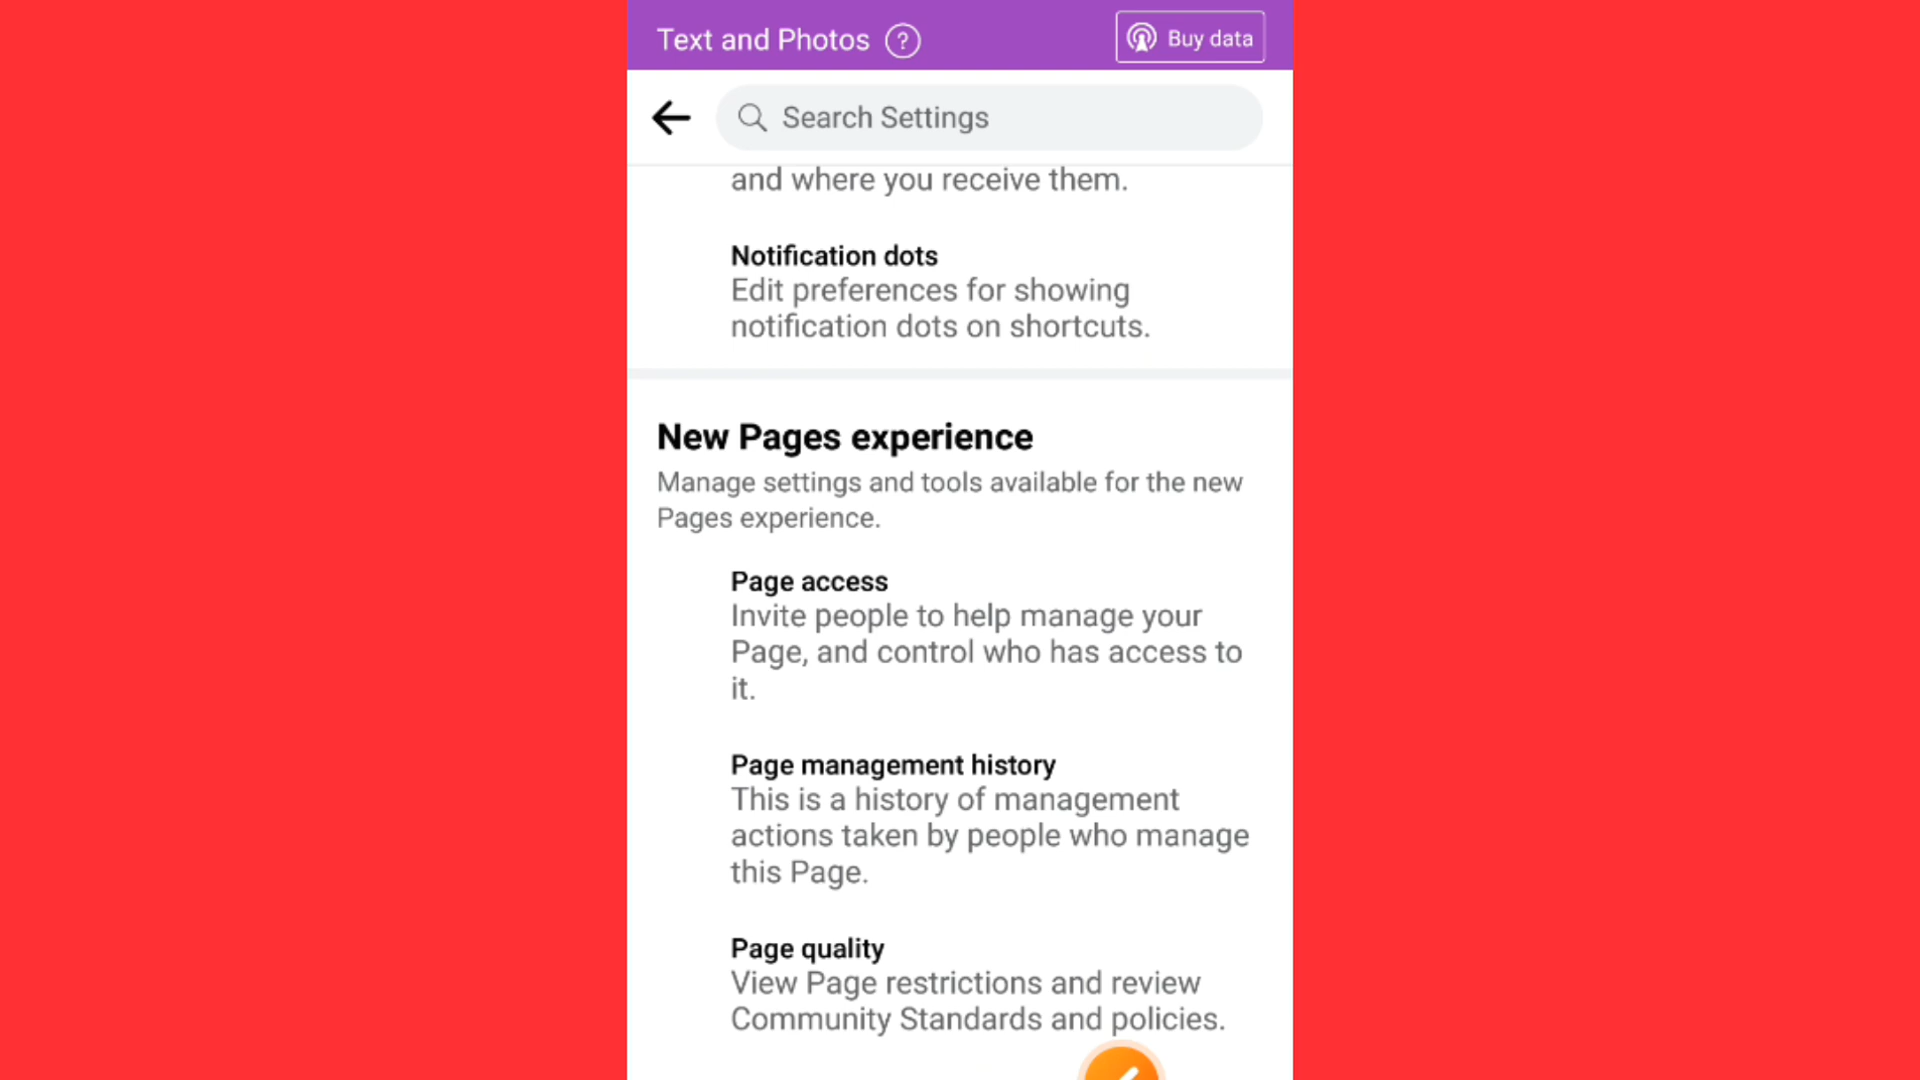 Text and Photos ?
Buy data
Search Settings
and where you receive them.
Notification dots
Edit preferences for showing
notification dots on shortcuts.
New Pages experience
Manage settings and tools available for the new
Pages experience.
Page access
Invite people to help manage your
Page, and control who has access to
it.
Page management history
This is a history of management
actions taken by people who manage
this Page.
Page quality
View Page restrictions and review
Community Standards and policies.